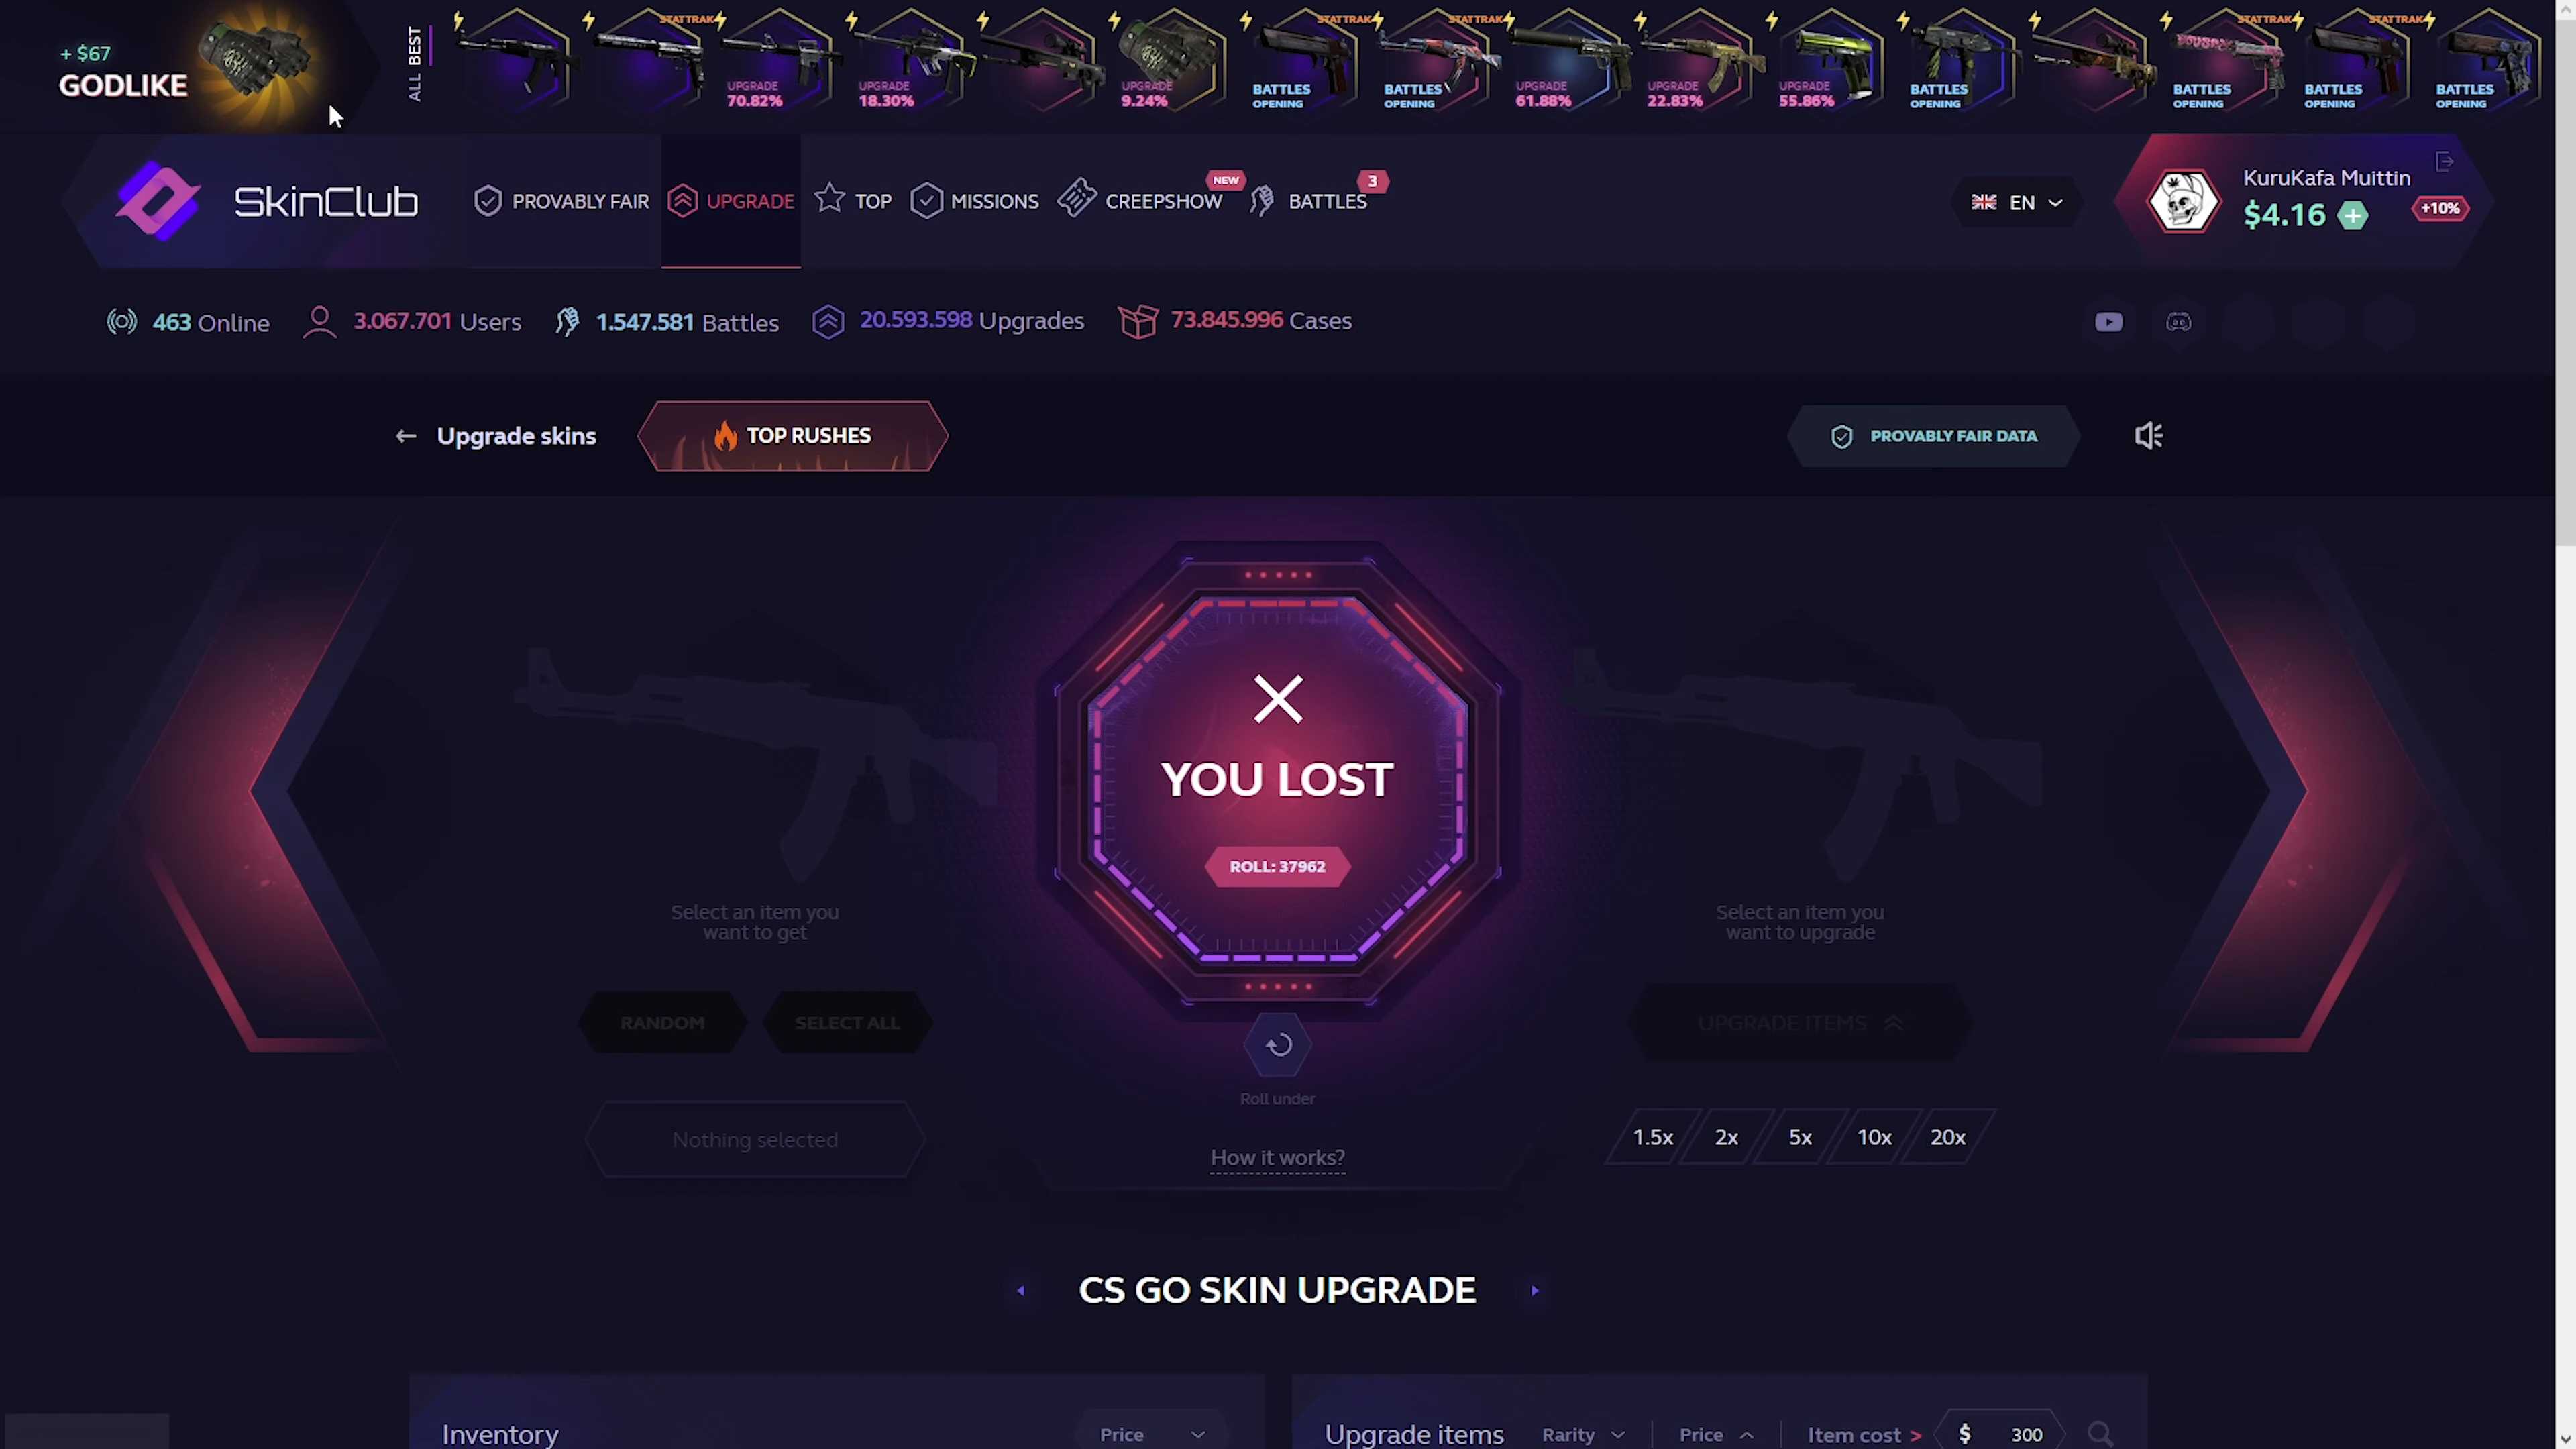 + $67
GODLIKE
ALL BEST
STATTRAK
UPGRADE
70.82%
UPGRADE
18.30%
UPGRADE
9.24%
STATTRAK
BATTLES
OPENING
STATTRAK
BATTLES
OPENING
UPGRADE
61.88%
UPGRADE
22.83%
UPGRADE
55.86%
BATTLES
OPENING
STATTRAK
BATTLES
OPENING
STATTRAK
BATTLES
OPENING
BATTLES
OPENING
SkinClub
PROVABLY FAIR
UPGRADE
TOP
MISSIONS
CREEPSHOW
NEW
BATTLES
3
EN
KuruKafa Muittin
$4.16
+10%
463 Online
3.067.701 Users
1.547.581 Battles
20.593.598 Upgrades
73.845.996 Cases
Upgrade skins
TOP RUSHES
PROVABLY FAIR DATA
YOU LOST
ROLL: 37962
Select an item you
want to get
Select an item you
want to upgrade
RANDOM
SELECT ALL
UPGRADE ITEMS
Roll under
Nothing selected
How it works?
1.5x
2x
5x
10x
20x
CS GO SKIN UPGRADE
Inventory
Price
Upgrade items
Rarity
Price
Item cost >
$ 300